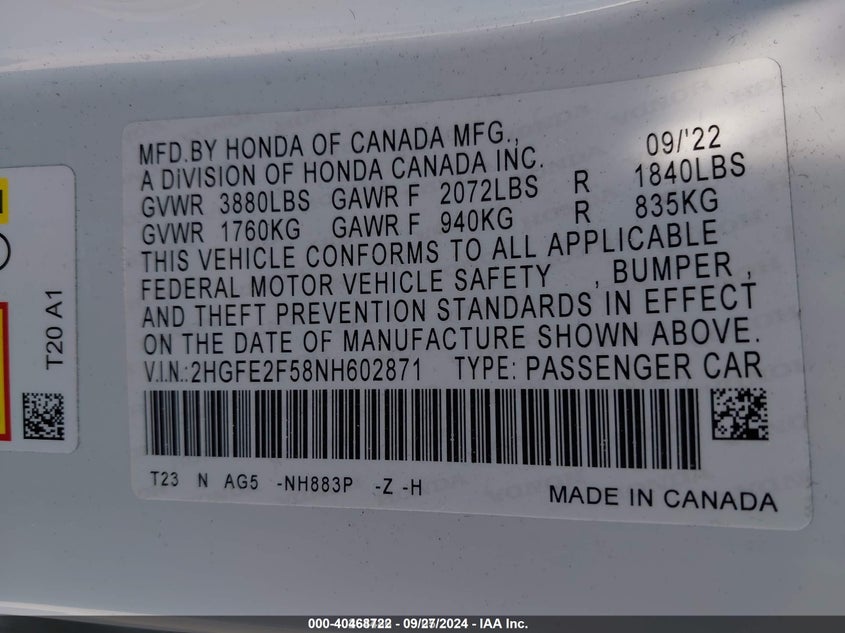 MFD.BY HONDA OF CANADA MFG., 09/'22
A DIVISION OF HONDA CANADA INC.
GVWR 3880LBS GAWR F 2072LBS R 1840LBS
GVWR 1760KG GAWR F 940KG R 835KG
THIS VEHICLE CONFORMS TO ALL APPLICABLE
FEDERAL MOTOR VEHICLE SAFETY , BUMPER ,
AND THEFT PREVENTION STANDARDS IN EFFECT
ON THE DATE OF MANUFACTURE SHOWN ABOVE.
V.I.N.:2HGFE2F58NH602871 TYPE: PASSENGER CAR
T23 N AG5 -NH883P -Z -H
MADE IN CANADA
T20 A1
- 09/27/2024 - IAA Inc.